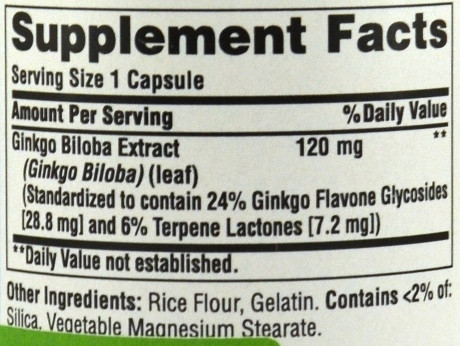 Supplement Facts
Serving Size 1 Capsule
Amount Per Serving % Daily Value
Ginkgo Biloba Extract 120 mg **
(Ginkgo Biloba) (leaf)
(Standardized to contain 24% Ginkgo Flavone Glycosides
[28.8 mg] and 6% Terpene Lactones [7.2 mg])
**Daily Value not established.
Other Ingredients: Rice Flour, Gelatin. Contains <2% of:
Silica, Vegetable Magnesium Stearate.